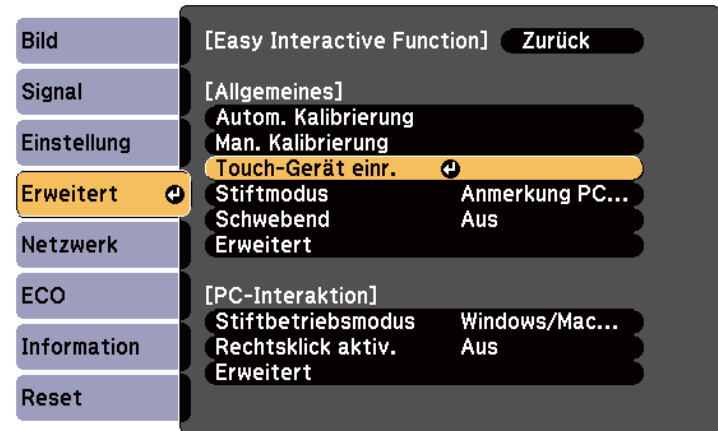 Bild
Signal
Einstellung
Erweitert
Netzwerk
ECO
Information
Reset
[Easy Interactive Function] Zurück
[Allgemeines]
Autom. Kalibrierung
Man. Kalibrierung
Touch-Gerät einr.
Stiftmodus Anmerkung PC...
Schwebend Aus
Erweitert
[PC-Interaktion]
Stiftbetriebsmodus Windows/Mac...
Rechtsklick aktiv. Aus
Erweitert